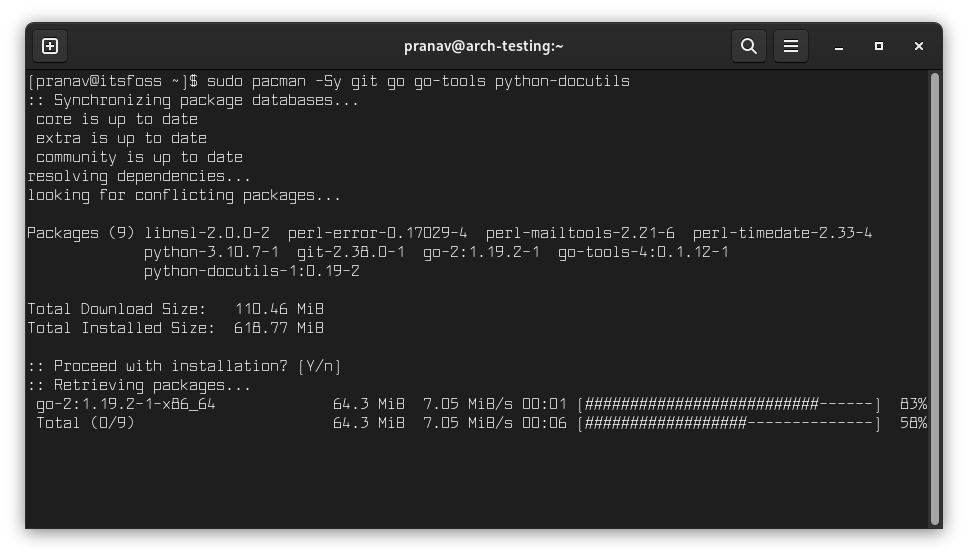 pranav@arch-testing:~
[pranav@itsfoss ~]$ sudo pacman -Sy git go go-tools python-docutils
:: Synchronizing package databases...
 core is up to date
 extra is up to date
 community is up to date
resolving dependencies...
looking for conflicting packages...

Packages (9) libnsl-2.0.0-2  perl-error-0.17029-4  perl-mailtools-2.21-6  perl-timedate-2.33-4
             python-3.10.7-1  git-2.38.0-1  go-2:1.19.2-1  go-tools-4:0.1.12-1
             python-docutils-1:0.19-2

Total Download Size:   110.46 MiB
Total Installed Size:  618.77 MiB

:: Proceed with installation? [Y/n]
:: Retrieving packages...
 go-2:1.19.2-1-x86_64             64.3 MiB  7.05 MiB/s 00:01 [##########################------]  83%
 Total (0/9)                      64.3 MiB  7.05 MiB/s 00:06 [##################--------------]  58%